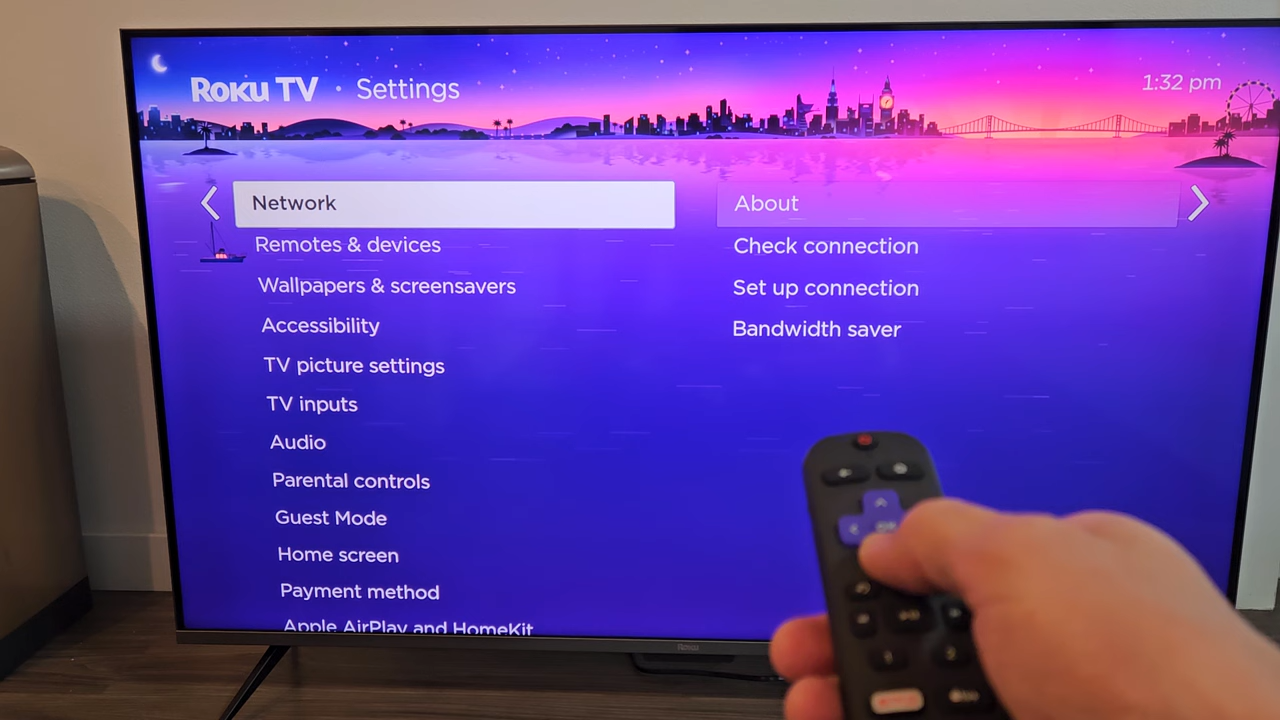 Roku TV • Settings
1:32 pm
Network
Remotes & devices
Wallpapers & screensavers
Accessibility
TV picture settings
TV inputs
Audio
Parental controls
Guest Mode
Home screen
Payment method
Apple AirPlay and HomeKit
About
Check connection
Set up connection
Bandwidth saver
Roku